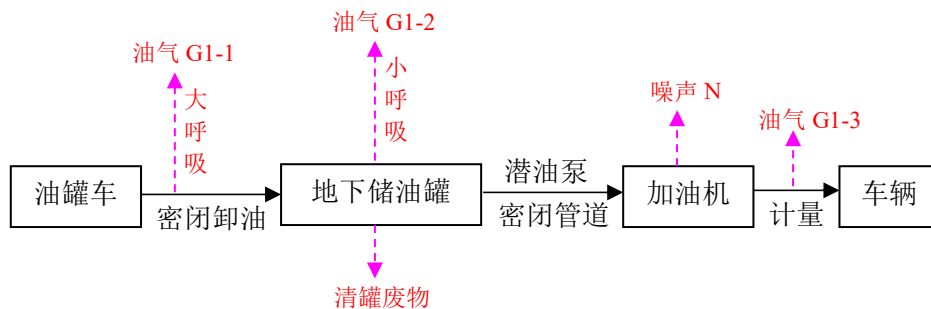 油气 G1-1
油气 G1-2
大呼吸
小呼吸
噪声 N
油气 G1-3
油罐车
密闭卸油
地下储油罐
潜油泵
密闭管道
加油机
计量
车辆
清罐废物